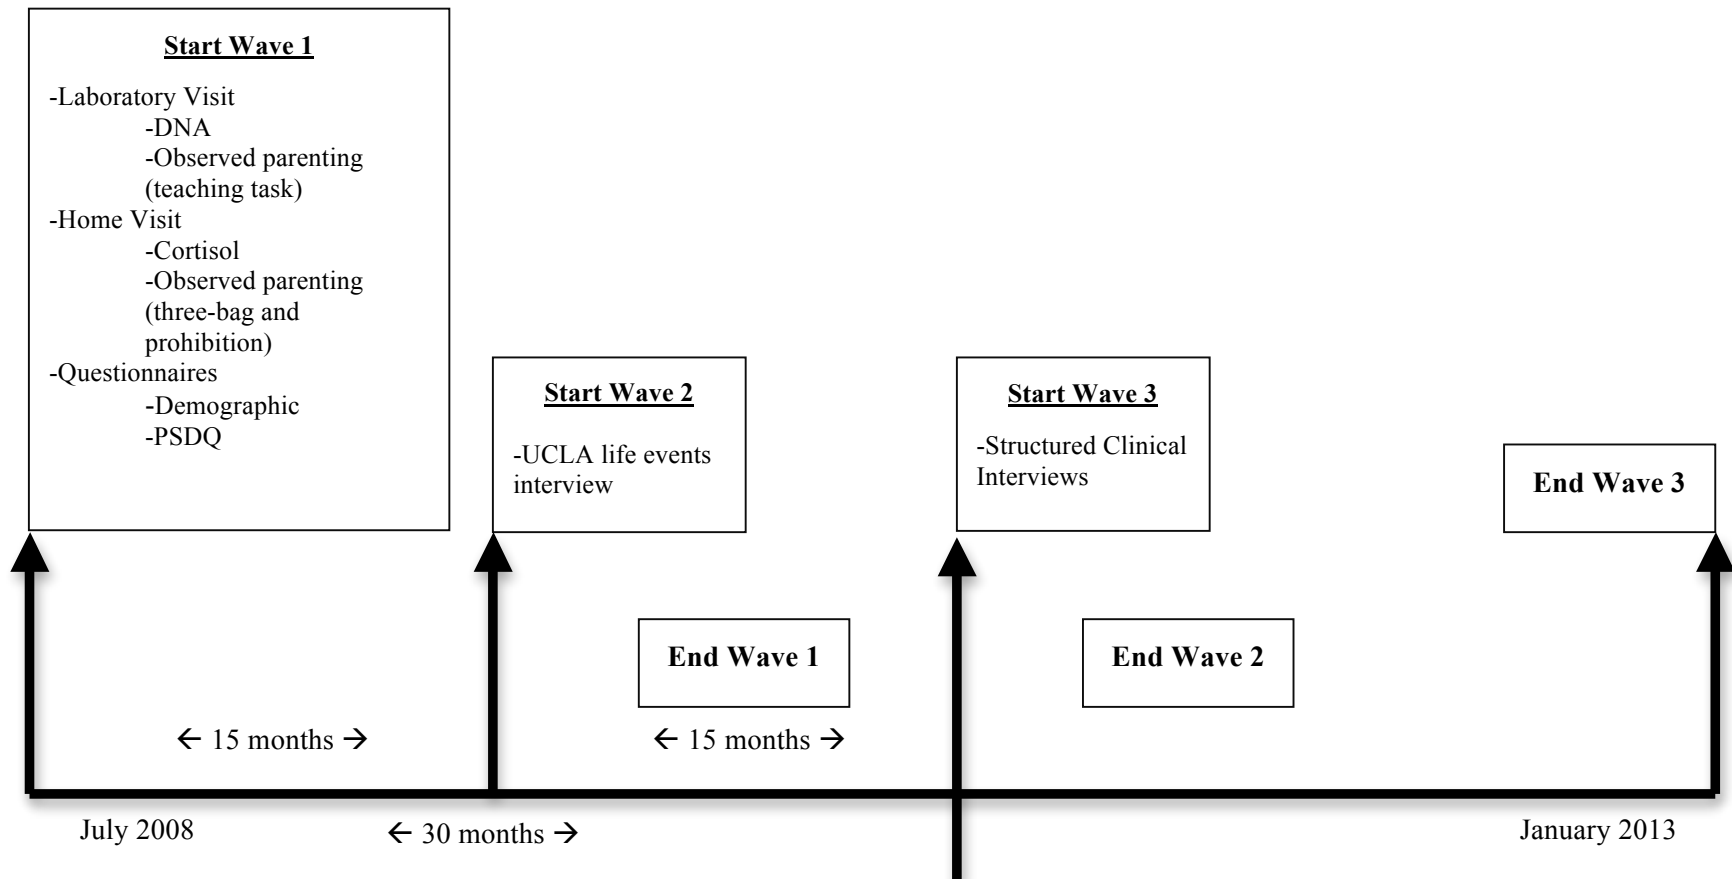 Start Wave 1
-Laboratory Visit
-DNA
-Observed parenting
(teaching task)
-Home Visit
-Cortisol
-Observed parenting
(three-bag and
prohibition)
-Questionnaires
-Demographic
-PSDQ
Start Wave 2
-UCLA life events
interview
Start Wave 3
-Structured Clinical
Interviews
End Wave 3
End Wave 1
End Wave 2
← 15 months →
← 15 months →
July 2008
← 30 months →
January 2013